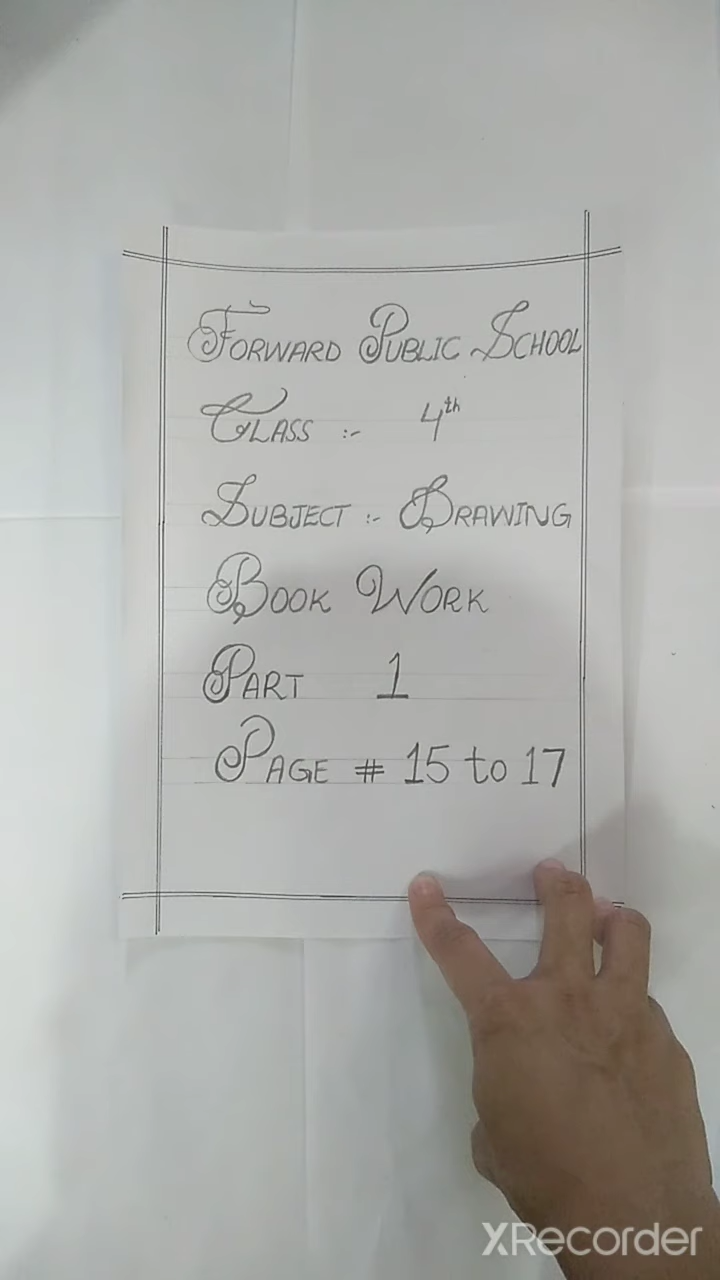 Forward Public School
Class :- 4th
Subject :- Drawing
Book Work
Part 1
Page # 15 to 17
XRecorder